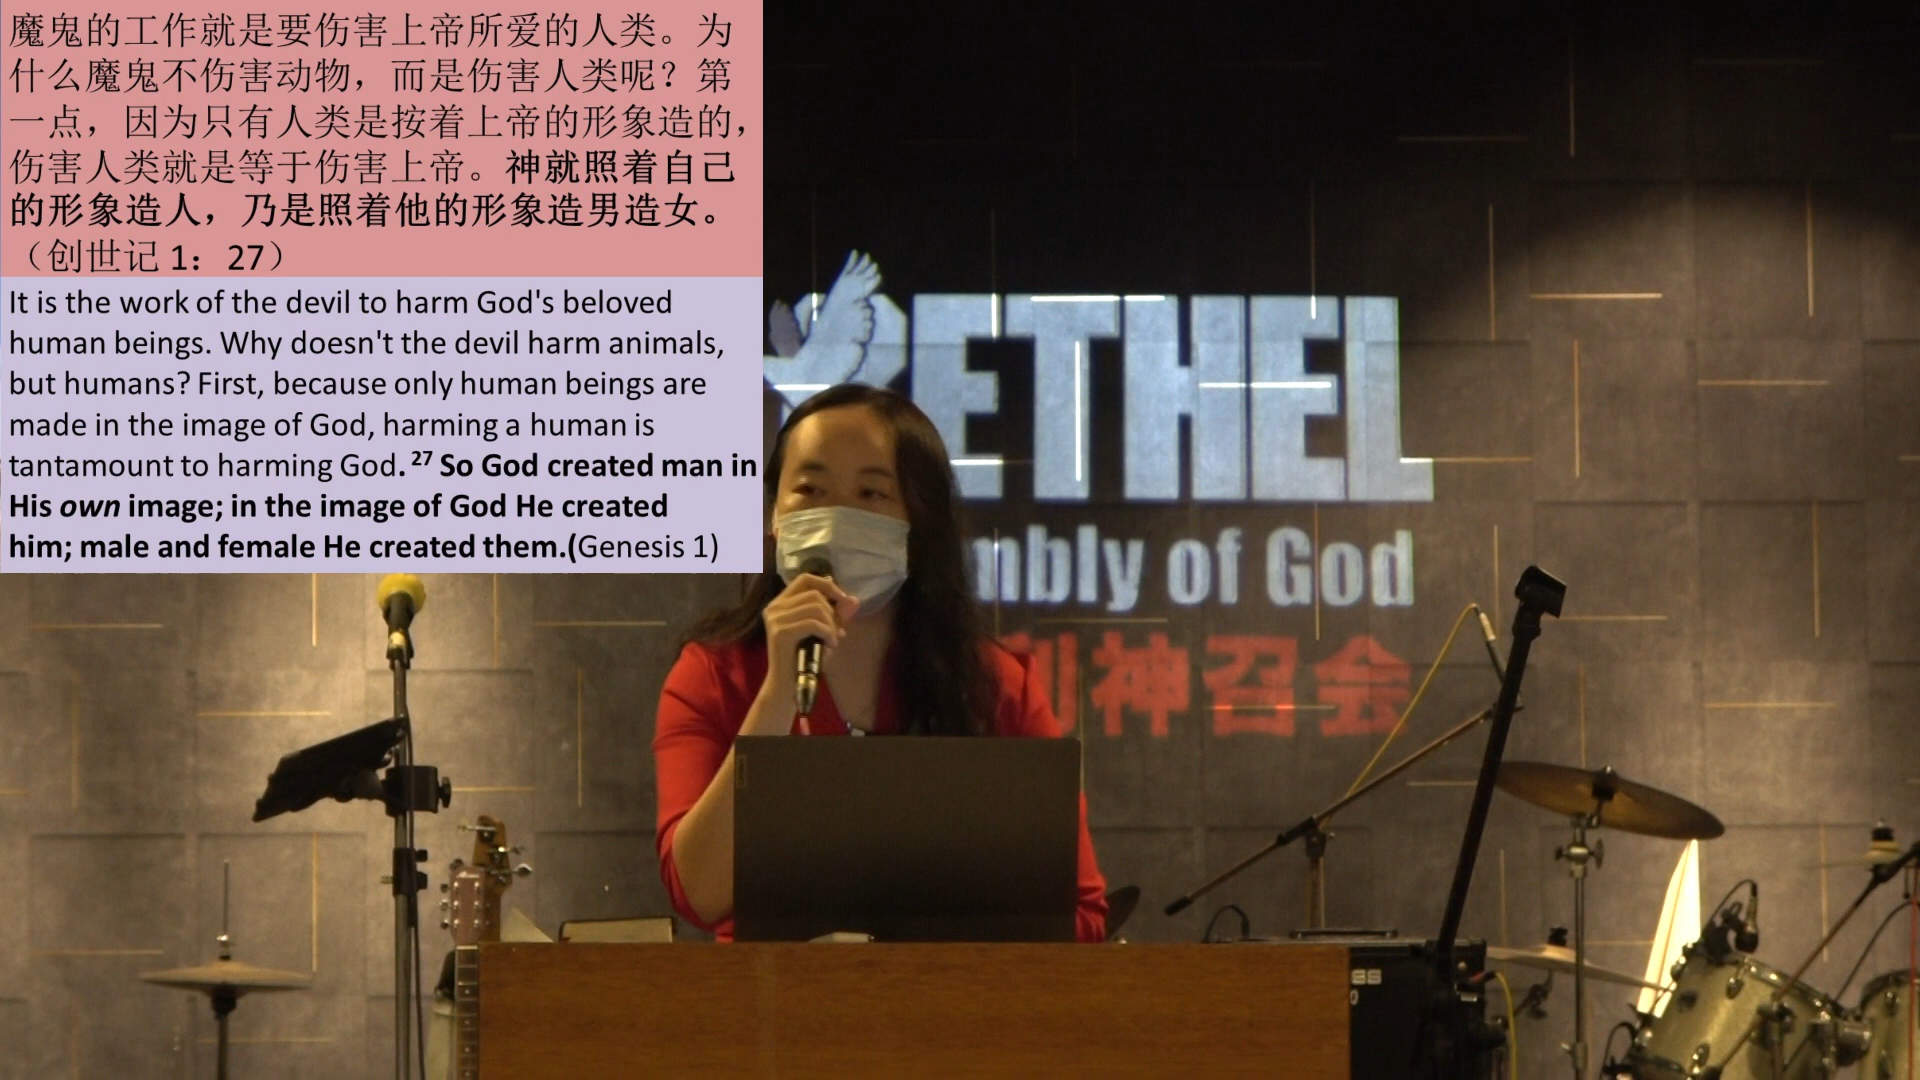 魔鬼的工作就是要伤害上帝所爱的人类。为
什么魔鬼不伤害动物，而是伤害人类呢？第
一点，因为只有人类是按着上帝的形象造的，
伤害人类就是等于伤害上帝。神就照着自己
的形象造人，乃是照着他的形象造男造女。
（创世记 1：27）
It is the work of the devil to harm God's beloved
human beings. Why doesn't the devil harm animals,
but humans? First, because only human beings are
made in the image of God, harming a human is
tantamount to harming God. 27 So God created man in
His own image; in the image of God He created
him; male and female He created them.(Genesis 1)
ETHEL
mbly of God
利神召会